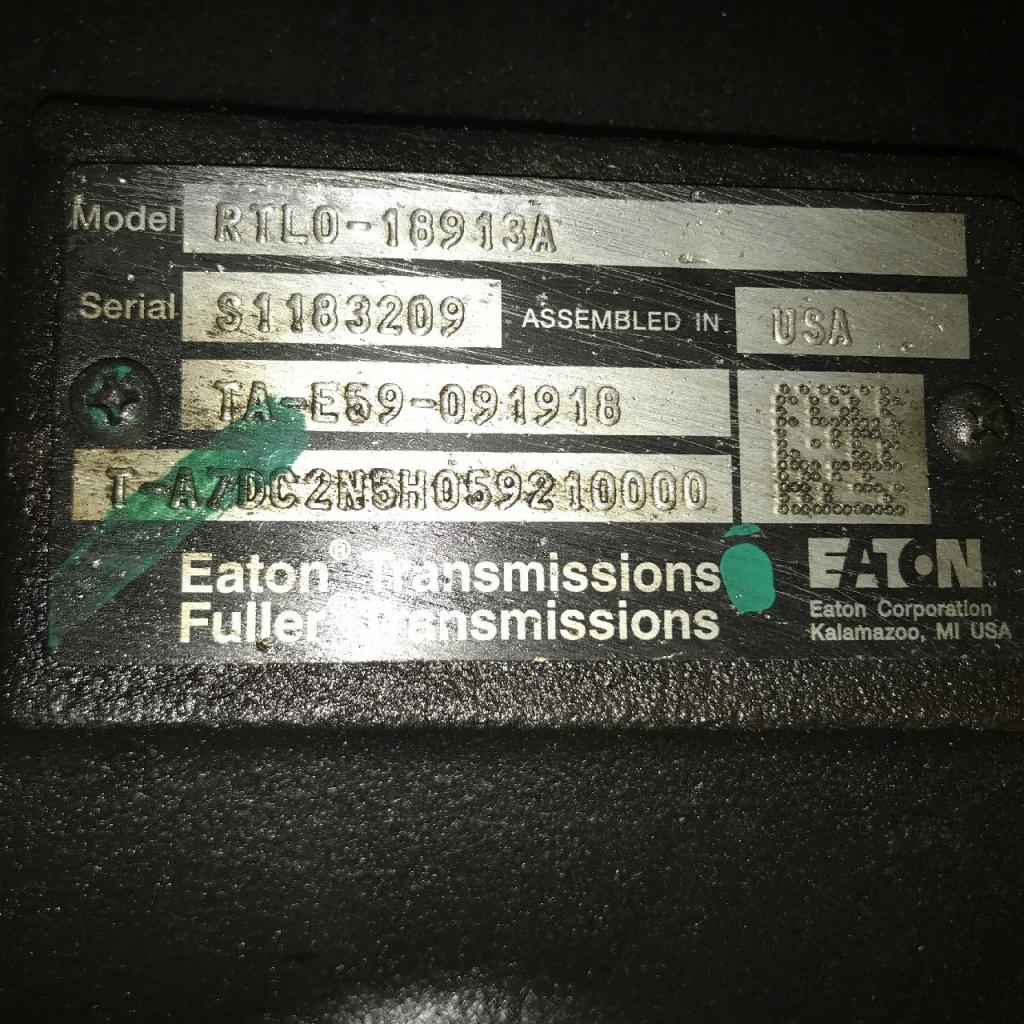 Model RTLO-18913A
Serial S1183209 ASSEMBLED IN USA
TA-E59-091918
T-A7DC2N5H059210000
Eaton® Transmissions
Fuller® Transmissions
EATON
Eaton Corporation
Kalamazoo, MI USA